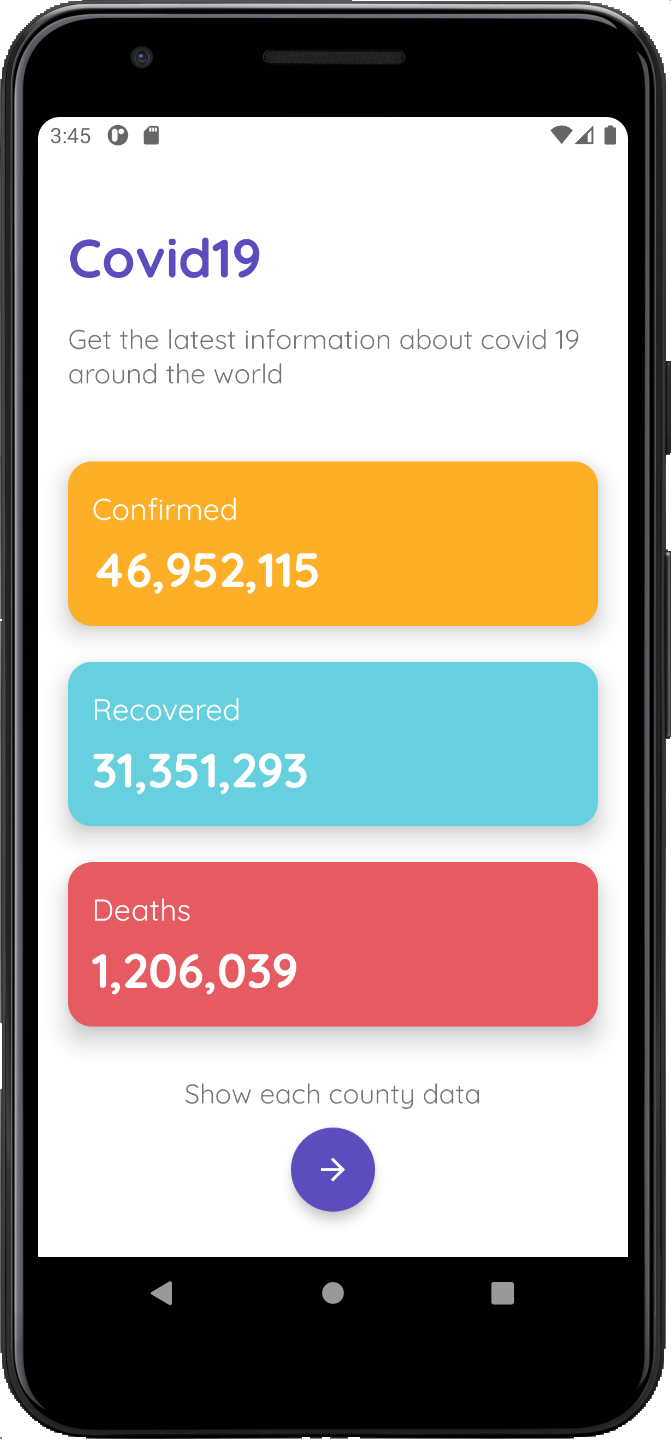 3:45
Covid19
Get the latest information about covid 19
around the world
Confirmed
46,952,115
Recovered
31,351,293
Deaths
1,206,039
Show each county data